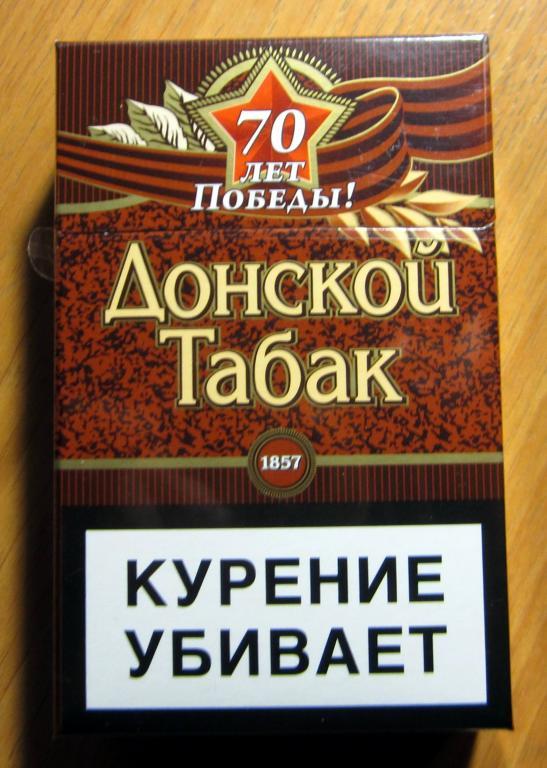 70
ЛЕТ
ПОБЕДЫ!
Донской
Табак
1857
КУРЕНИЕ
УБИВАЕТ